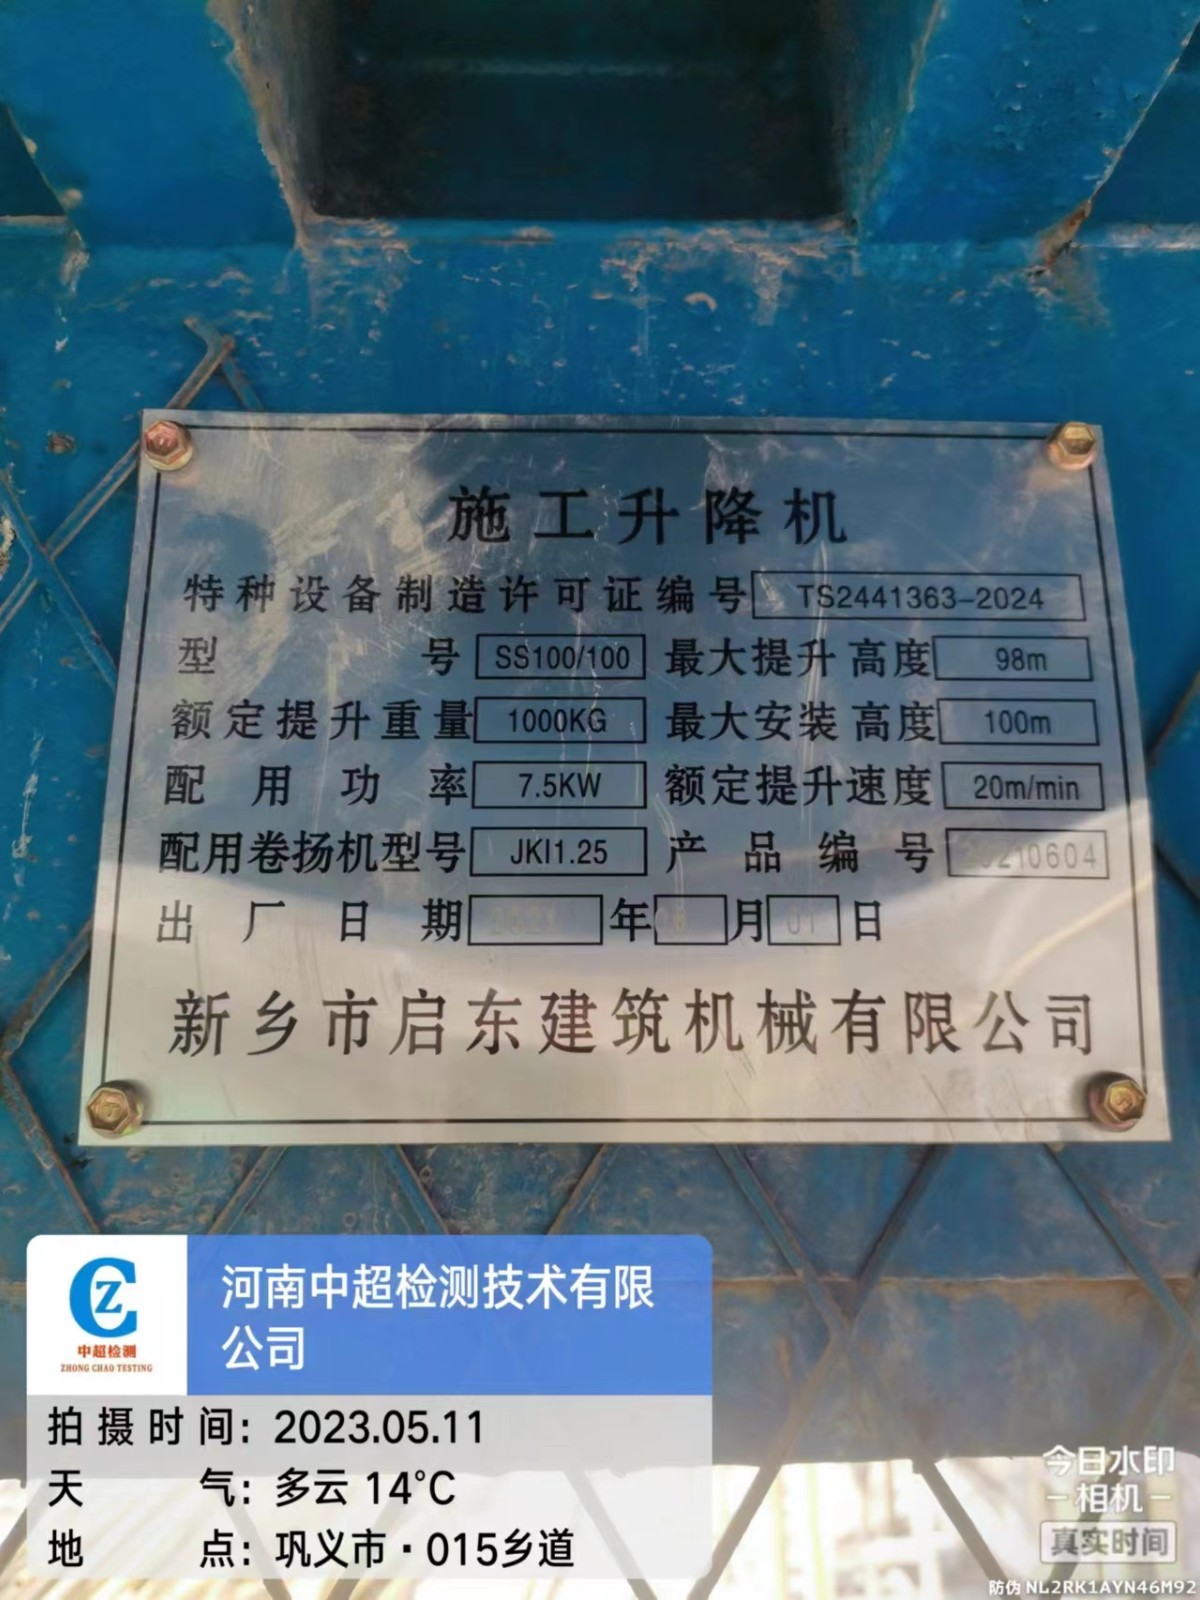 施工升降机
特种设备制造许可证编号 TS2441363-2024
型号 SS100/100 最大提升高度 98m
额定提升重量 1000KG 最大安装高度 100m
配用功率 7.5KW 额定提升速度 20m/min
配用卷扬机型号 JKI1.25 产品编号 20210604
出厂日期 年 月 01 日
新乡市启东建筑机械有限公司
CZ
中超检测
ZHONG CHAO TESTING
河南中超检测技术有限
公司
拍摄时间: 2023.05.11
天气: 多云 14°C
地点: 巩义市·015乡道
今日水印
-相机-
真实时间
防伪 NL2RK1AYN46M92